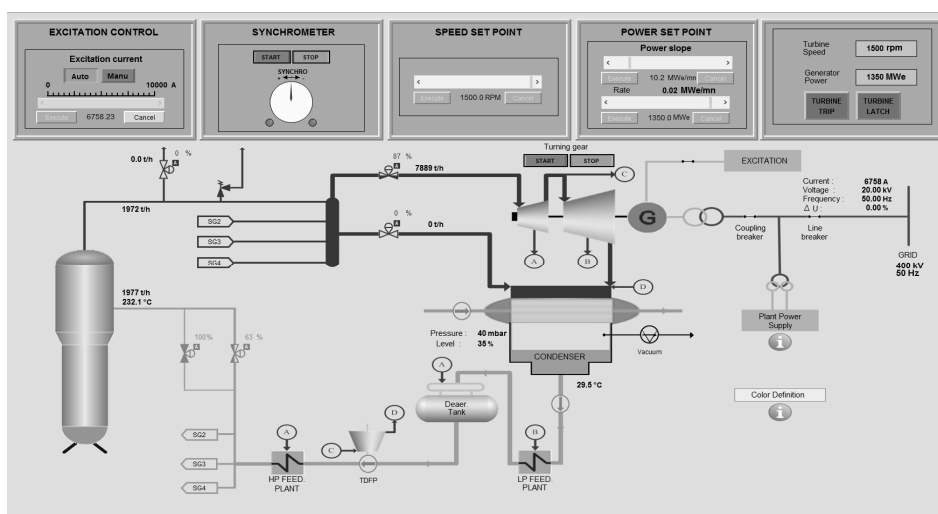 EXCITATION CONTROL
Excitation current
Auto
Manu
0
10000 A
<
>
Execute
6758.23
Cancel
SYNCHROMETER
START
STOP
SYNCHRO
- +
SPEED SET POINT
<
>
Execute
1500.0 RPM
Cancel
POWER SET POINT
Power slope
<
>
Execute
10.2 MWe/mn
Cancel
Rate
0.02 MWe/mn
<
>
Execute
1350.0 MWe
Cancel
Turbine
Speed
1500 rpm
Generator
Power
1350 MWe
TURBINE
TRIP
TURBINE
LATCH
0.0 t/h
0 %
A
87 %
A
7889 t/h
Turning gear
START
STOP
C
EXCITATION
Current : 6758 A
Voltage : 20.00 kV
Frequency : 50.00 Hz
Δ U : 0.00 %
1972 t/h
SG2
SG3
SG4
0 %
A
0 t/h
G
A
B
Coupling
breaker
Line
breaker
GRID
400 kV
50 Hz
D
1977 t/h
232.1 °C
100%
A
63 %
A
Pressure : 40 mbar
Level : 35 %
CONDENSER
Vacuum
29.5 °C
Plant Power
Supply
i
Color Definition
i
A
Deaer.
Tank
D
C
TDFP
A
HP FEED.
PLANT
B
LP FEED.
PLANT
SG2
SG3
SG4